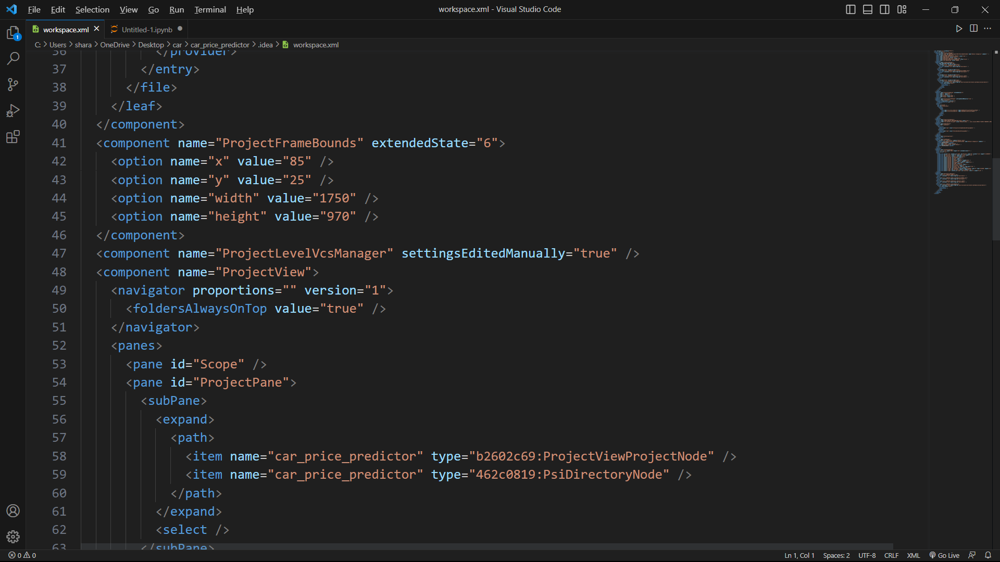 File Edit Selection View Go Run Terminal Help
workspace.xml - Visual Studio Code
workspace.xml
Untitled-1.ipynb
1
C: > Users > shara > OneDrive > Desktop > car > car_price_predictor > .idea > workspace.xml
36 </provider>
37 </entry>
38 </file>
39 </leaf>
40 </component>
41 <component name="ProjectFrameBounds" extendedState="6">
42 <option name="x" value="85" />
43 <option name="y" value="25" />
44 <option name="width" value="1750" />
45 <option name="height" value="970" />
46 </component>
47 <component name="ProjectLevelVcsManager" settingsEditedManually="true" />
48 <component name="ProjectView">
49 <navigator proportions="" version="1">
50 <foldersAlwaysOnTop value="true" />
51 </navigator>
52 <panes>
53 <pane id="Scope" />
54 <pane id="ProjectPane">
55 <subPane>
56 <expand>
57 <path>
58 <item name="car_price_predictor" type="b2602c69:ProjectViewProjectNode" />
59 <item name="car_price_predictor" type="462c0819:PsiDirectoryNode" />
60 </path>
61 </expand>
62 <select />
63 </subPane>
0 0
Ln 1, Col 1 Spaces: 2 UTF-8 CRLF XML Go Live